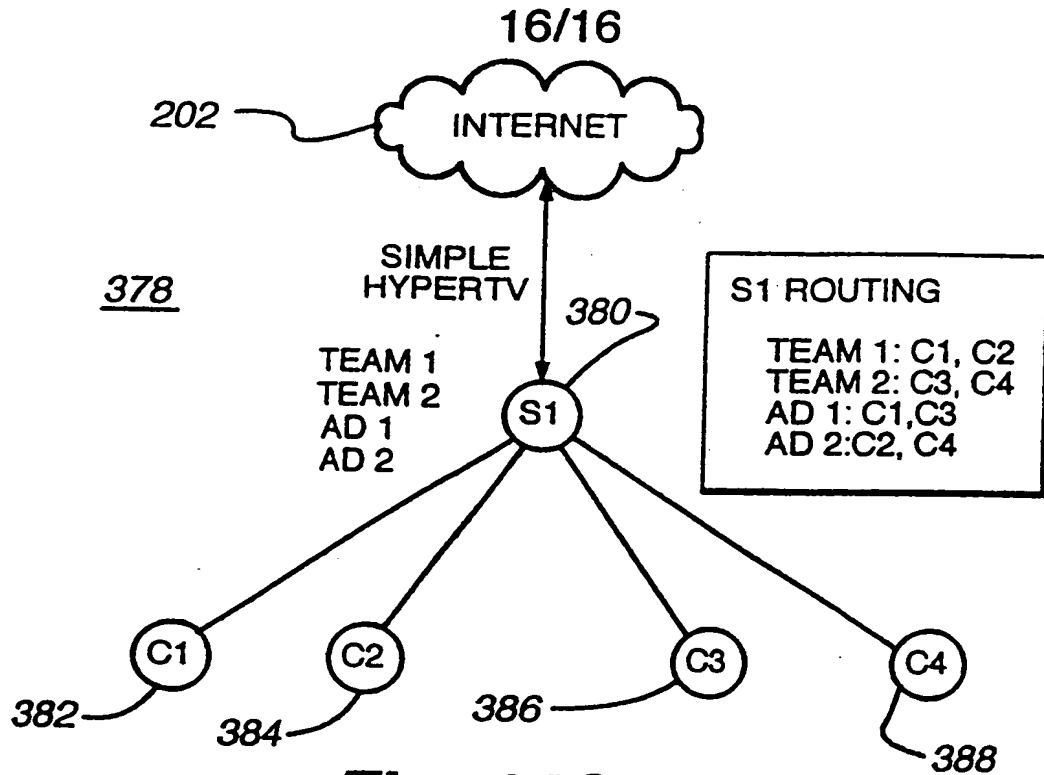 16/16
INTERNET
202
SIMPLE
HYPERTV
378
380
S1 ROUTING
TEAM 1: C1, C2
TEAM 2: C3, C4
AD 1: C1,C3
AD 2:C2, C4
TEAM 1
TEAM 2
AD 1
AD 2
S1
C1
C2
C3
C4
382
384
386
388